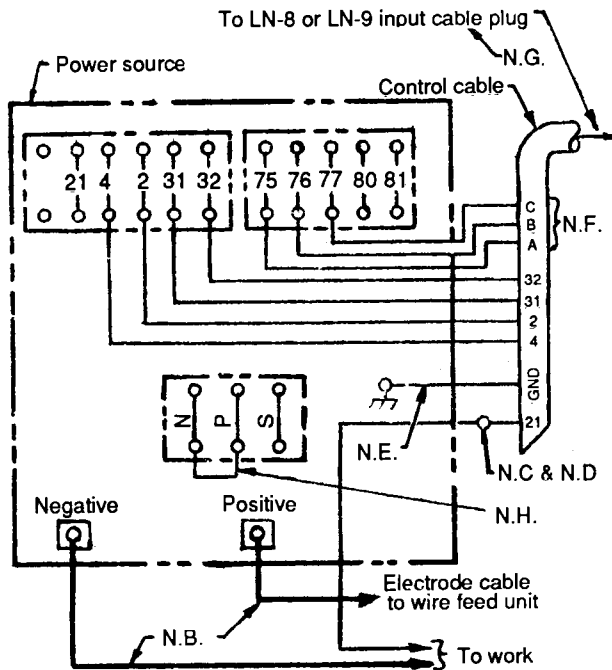 To LN-8 or LN-9 input cable plug
N.G.
Power source
Control cable
21 4 2 31 32 75 76 77 80 81
C
B
A
N.F.
32
31
2
4
GND
21
N P S
N.E.
N.C & N.D
N.H.
Negative
Positive
Electrode cable
to wire feed unit
N.B.
To work